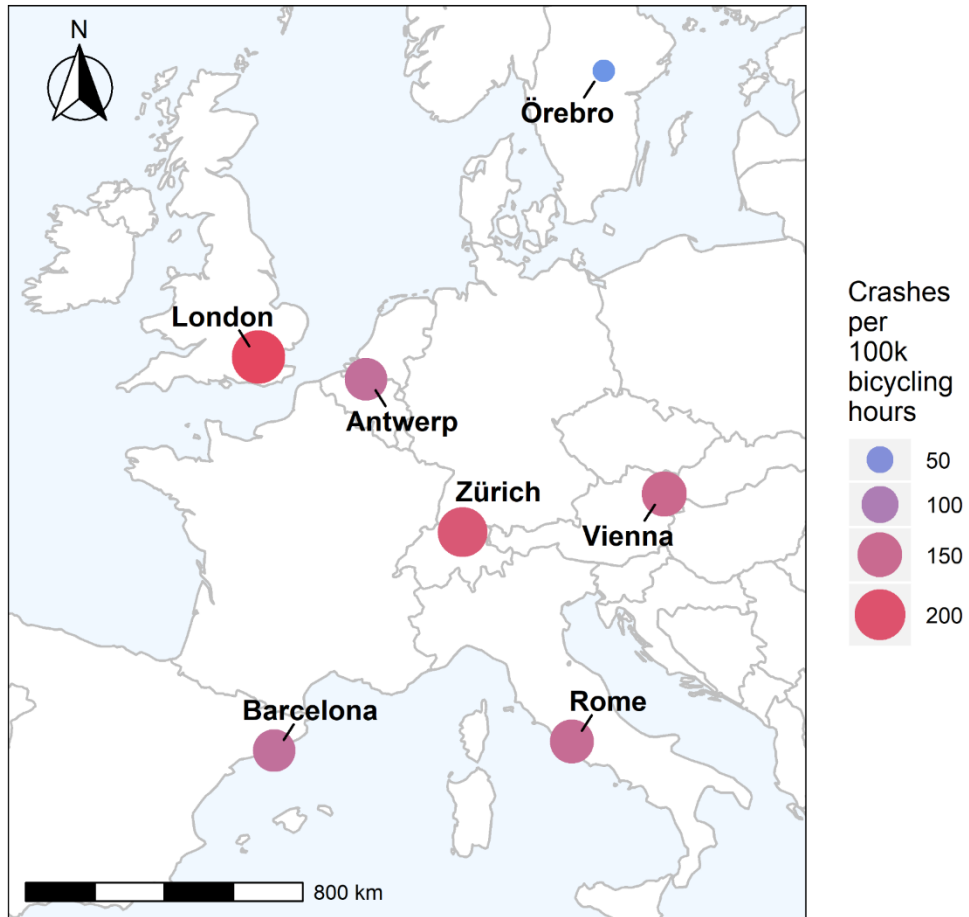 N
Örebro
London
Antwerp
Zürich
Vienna
Barcelona
Rome
800 km
Crashes
per
100k
bicycling
hours
50
100
150
200